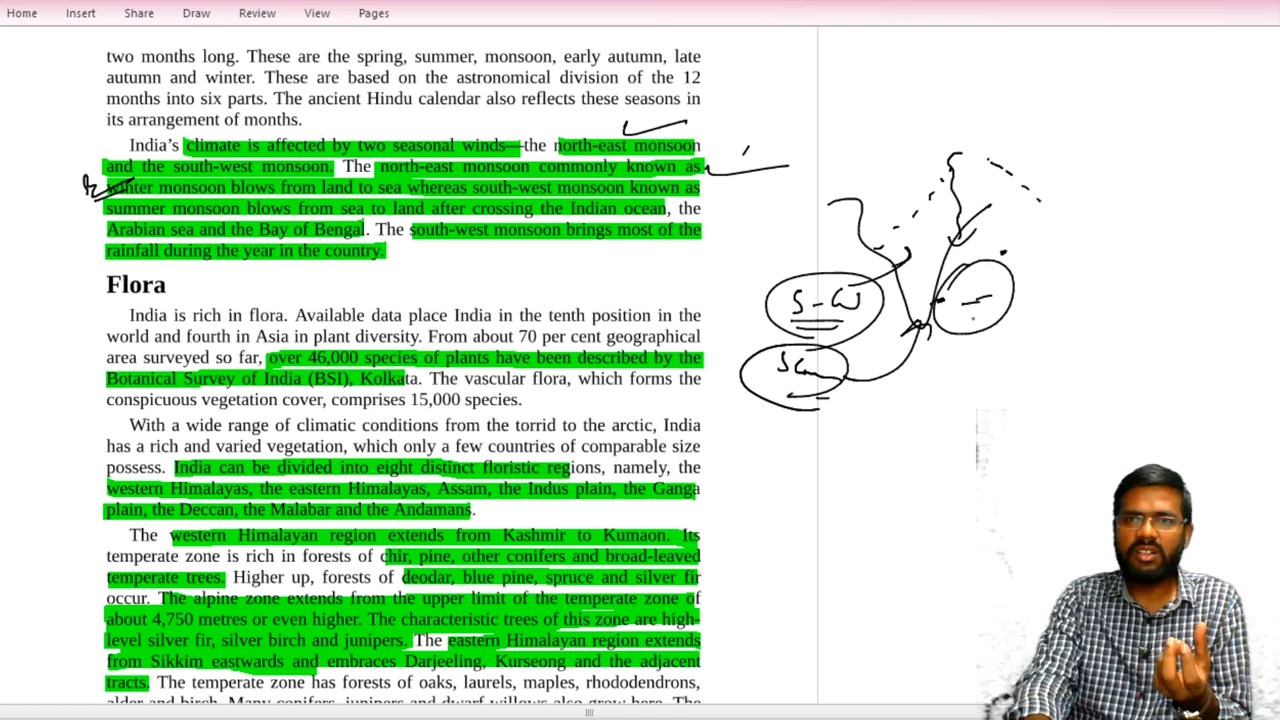 Home Insert Share Draw Review View Pages
two months long. These are the spring, summer, monsoon, early autumn, late
autumn and winter. These are based on the astronomical division of the 12
months into six parts. The ancient Hindu calendar also reflects these seasons in
its arrangement of months.
India’s climate is affected by two seasonal winds—the north-east monsoon
and the south-west monsoon. The north-east monsoon commonly known as
winter monsoon blows from land to sea whereas south-west monsoon known as
summer monsoon blows from sea to land after crossing the Indian ocean, the
Arabian sea and the Bay of Bengal. The south-west monsoon brings most of the
rainfall during the year in the country.
Flora
India is rich in flora. Available data place India in the tenth position in the
world and fourth in Asia in plant diversity. From about 70 per cent geographical
area surveyed so far, over 46,000 species of plants have been described by the
Botanical Survey of India (BSI), Kolkata. The vascular flora, which forms the
conspicuous vegetation cover, comprises 15,000 species.
With a wide range of climatic conditions from the torrid to the arctic, India
has a rich and varied vegetation, which only a few countries of comparable size
possess. India can be divided into eight distinct floristic regions, namely, the
western Himalayas, the eastern Himalayas, Assam, the Indus plain, the Ganga
plain, the Deccan, the Malabar and the Andamans.
The western Himalayan region extends from Kashmir to Kumaon. Its
temperate zone is rich in forests of chir, pine, other conifers and broad-leaved
temperate trees. Higher up, forests of deodar, blue pine, spruce and silver fir
occur. The alpine zone extends from the upper limit of the temperate zone of
about 4,750 metres or even higher. The characteristic trees of this zone are high-
level silver fir, silver birch and junipers. The eastern Himalayan region extends
from Sikkim eastwards and embraces Darjeeling, Kurseong and the adjacent
tracts. The temperate zone has forests of oaks, laurels, maples, rhododendrons,
alder and birch. Many conifers, junipers and dwarf willows also grow here. The
S-W